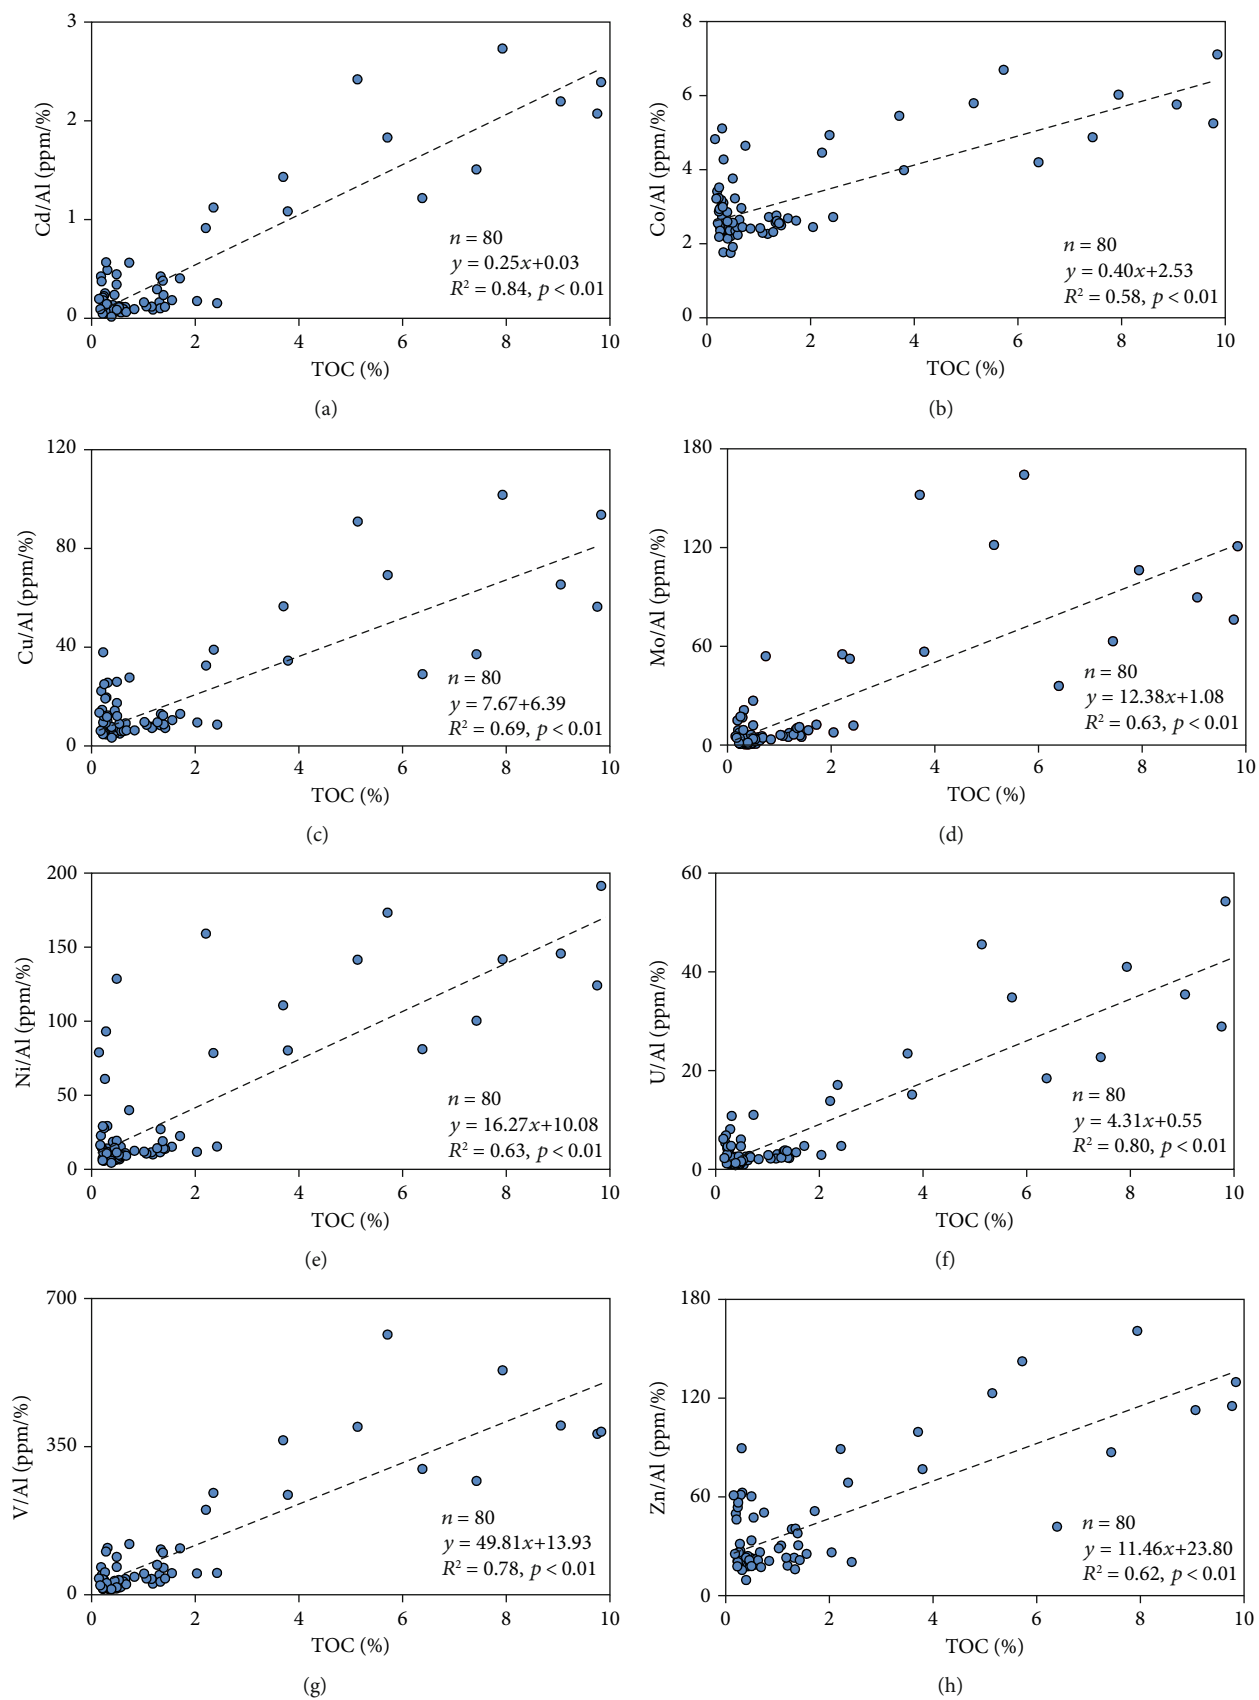 3
2
1
0
Cd/Al (ppm/%)
n = 80
y = 0.25x+0.03
R² = 0.84, p < 0.01
0 2 4 6 8 10
TOC (%)
(a)
8
6
4
2
0
Co/Al (ppm/%)
n = 80
y = 0.40x+2.53
R² = 0.58, p < 0.01
0 2 4 6 8 10
TOC (%)
(b)
120
80
40
0
Cu/Al (ppm/%)
n = 80
y = 7.67+6.39
R² = 0.69, p < 0.01
0 2 4 6 8 10
TOC (%)
(c)
180
120
60
0
Mo/Al (ppm/%)
n = 80
y = 12.38x+1.08
R² = 0.63, p < 0.01
0 2 4 6 8 10
TOC (%)
(d)
200
150
100
50
0
Ni/Al (ppm/%)
n = 80
y = 16.27x+10.08
R² = 0.63, p < 0.01
0 2 4 6 8 10
TOC (%)
(e)
60
40
20
0
U/Al (ppm/%)
n = 80
y = 4.31x+0.55
R² = 0.80, p < 0.01
0 2 4 6 8 10
TOC (%)
(f)
700
350
0
V/Al (ppm/%)
n = 80
y = 49.81x+13.93
R² = 0.78, p < 0.01
0 2 4 6 8 10
TOC (%)
(g)
180
120
60
0
Zn/Al (ppm/%)
n = 80
y = 11.46x+23.80
R² = 0.62, p < 0.01
0 2 4 6 8 10
TOC (%)
(h)